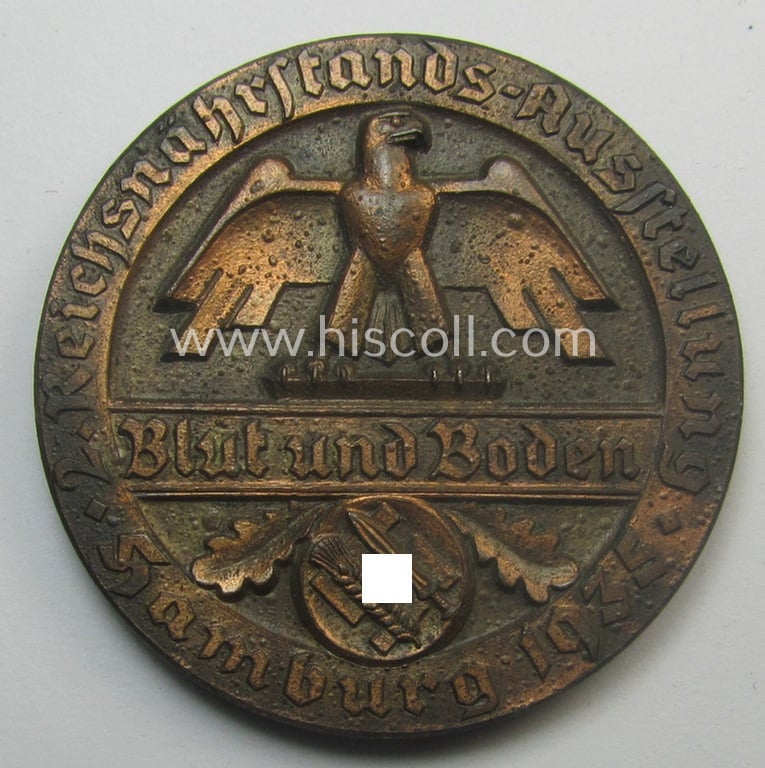 2. Reichsnährstands-Ausstellung
www.hiscoll.com
Blut und Boden
Hamburg · 1935